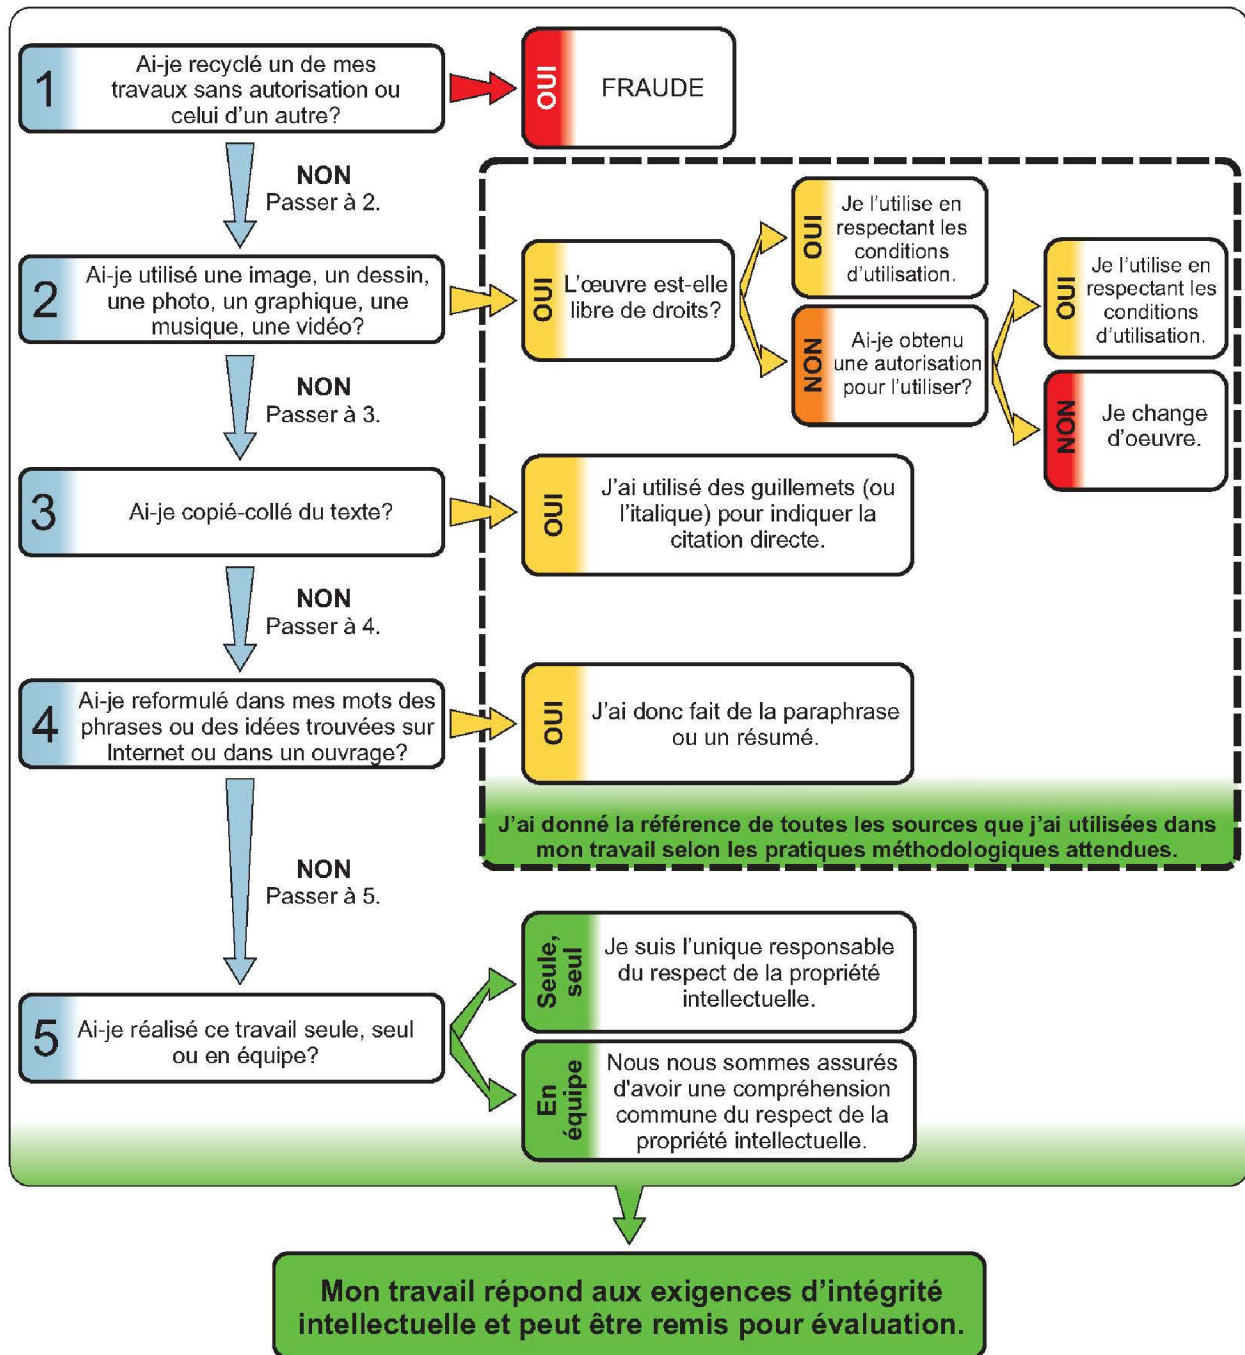 1
Ai-je recyclé un de mes
travaux sans autorisation ou
celui d'un autre?
OUI
FRAUDE
NON
Passer à 2.
2
Ai-je utilisé une image, un dessin,
une photo, un graphique, une
musique, une vidéo?
OUI
L'œuvre est-elle
libre de droits?
OUI
Je l'utilise en
respectant les
conditions
d'utilisation.
NON
Ai-je obtenu
une autorisation
pour l'utiliser?
OUI
Je l'utilise en
respectant les
conditions
d'utilisation.
NON
Je change
d'oeuvre.
NON
Passer à 3.
3
Ai-je copié-collé du texte?
OUI
J'ai utilisé des guillemets (ou
l'italique) pour indiquer la
citation directe.
NON
Passer à 4.
4
Ai-je reformulé dans mes mots des
phrases ou des idées trouvées sur
Internet ou dans un ouvrage?
OUI
J'ai donc fait de la paraphrase
ou un résumé.
J'ai donné la référence de toutes les sources que j'ai utilisées dans
mon travail selon les pratiques méthodologiques attendues.
NON
Passer à 5.
5
Ai-je réalisé ce travail seule, seul
ou en équipe?
Seule,
seul
Je suis l'unique responsable
du respect de la propriété
intellectuelle.
En
équipe
Nous nous sommes assurés
d'avoir une compréhension
commune du respect de la
propriété intellectuelle.
Mon travail répond aux exigences d'intégrité
intellectuelle et peut être remis pour évaluation.